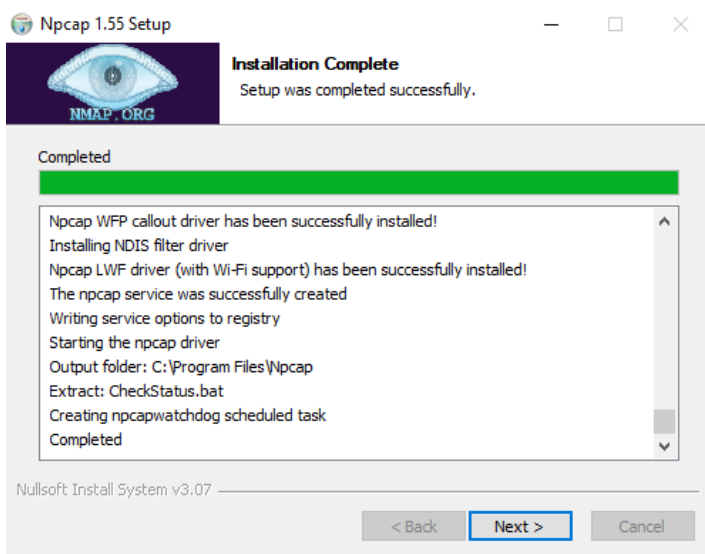 Npcap 1.55 Setup
NMAP.ORG
Installation Complete
Setup was completed successfully.
Completed
Npcap WFP callout driver has been successfully installed!
Installing NDIS filter driver
Npcap LWF driver (with Wi-Fi support) has been successfully installed!
The npcap service was successfully created
Writing service options to registry
Starting the npcap driver
Output folder: C:\Program Files\Npcap
Extract: CheckStatus.bat
Creating npcapwatchdog scheduled task
Completed
Nullsoft Install System v3.07
< Back Next > Cancel